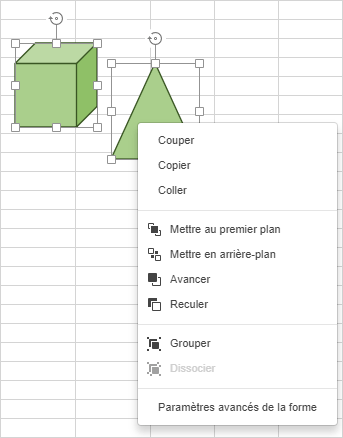 Couper
Copier
Coller
Mettre au premier plan
Mettre en arrière-plan
Avancer
Reculer
Grouper
Dissocier
Paramètres avancés de la forme